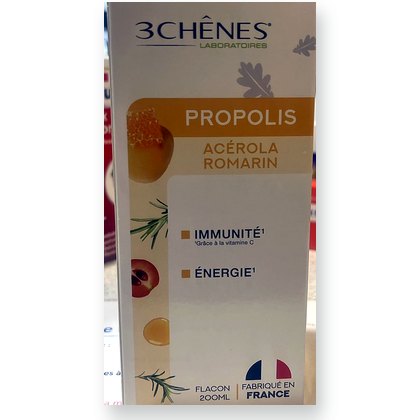 3CHÊNES®
LABORATOIRES
PROPOLIS
ACÉROLA
ROMARIN
IMMUNITÉ¹
¹Grâce à la vitamine C
ÉNERGIE¹
FLACON
200ML
FABRIQUÉ EN
FRANCE